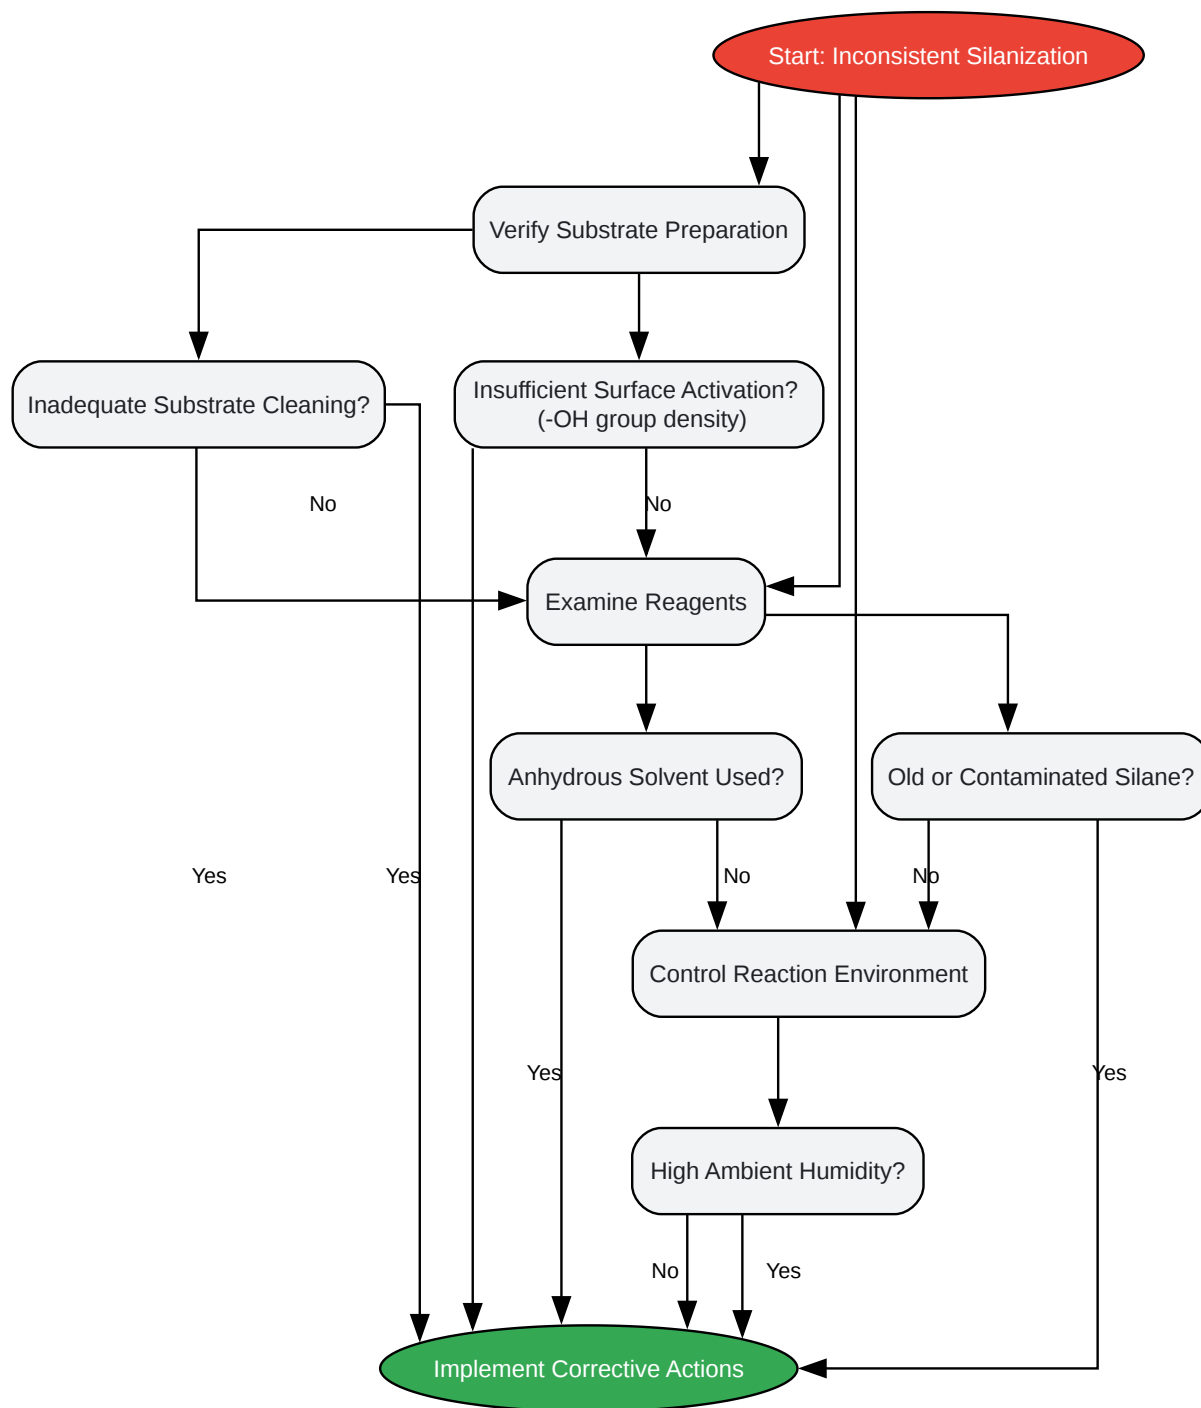 Start: Inconsistent Silanization
Verify Substrate Preparation
Inadequate Substrate Cleaning?
Insufficient Surface Activation?
(-OH group density)
No
No
Examine Reagents
Anhydrous Solvent Used?
Old or Contaminated Silane?
Yes
Yes
No
No
Control Reaction Environment
Yes
Yes
High Ambient Humidity?
No
Yes
Implement Corrective Actions